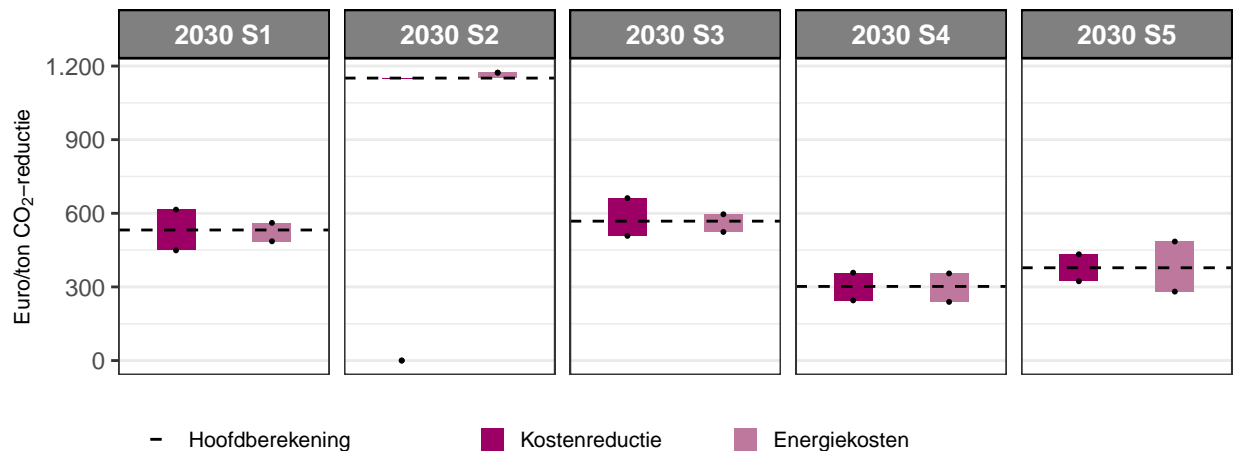 2030 S1 2030 S2 2030 S3 2030 S4 2030 S5
1.200
900
600
300
0
Euro/ton CO₂−reductie
Hoofdberekening Kostenreductie Energiekosten